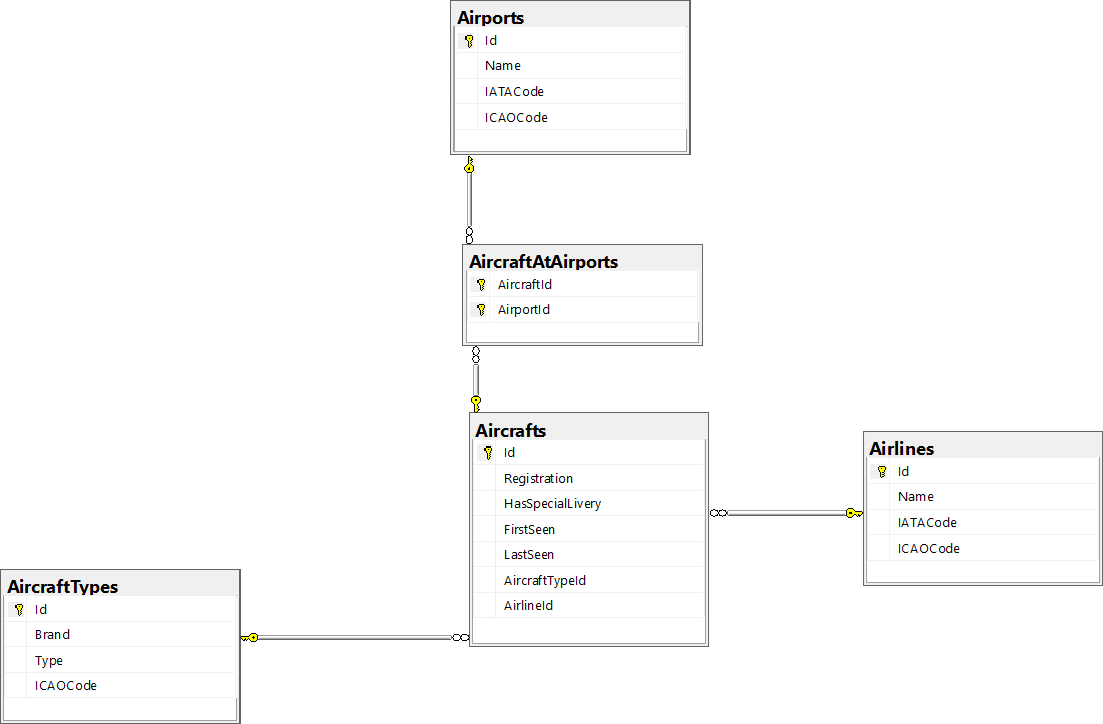 Airports
Id
Name
IATACode
ICAOCode
AircraftAtAirports
AircraftId
AirportId
Aircrafts
Id
Registration
HasSpecialLivery
FirstSeen
LastSeen
AircraftTypeId
AirlineId
Airlines
Id
Name
IATACode
ICAOCode
AircraftTypes
Id
Brand
Type
ICAOCode